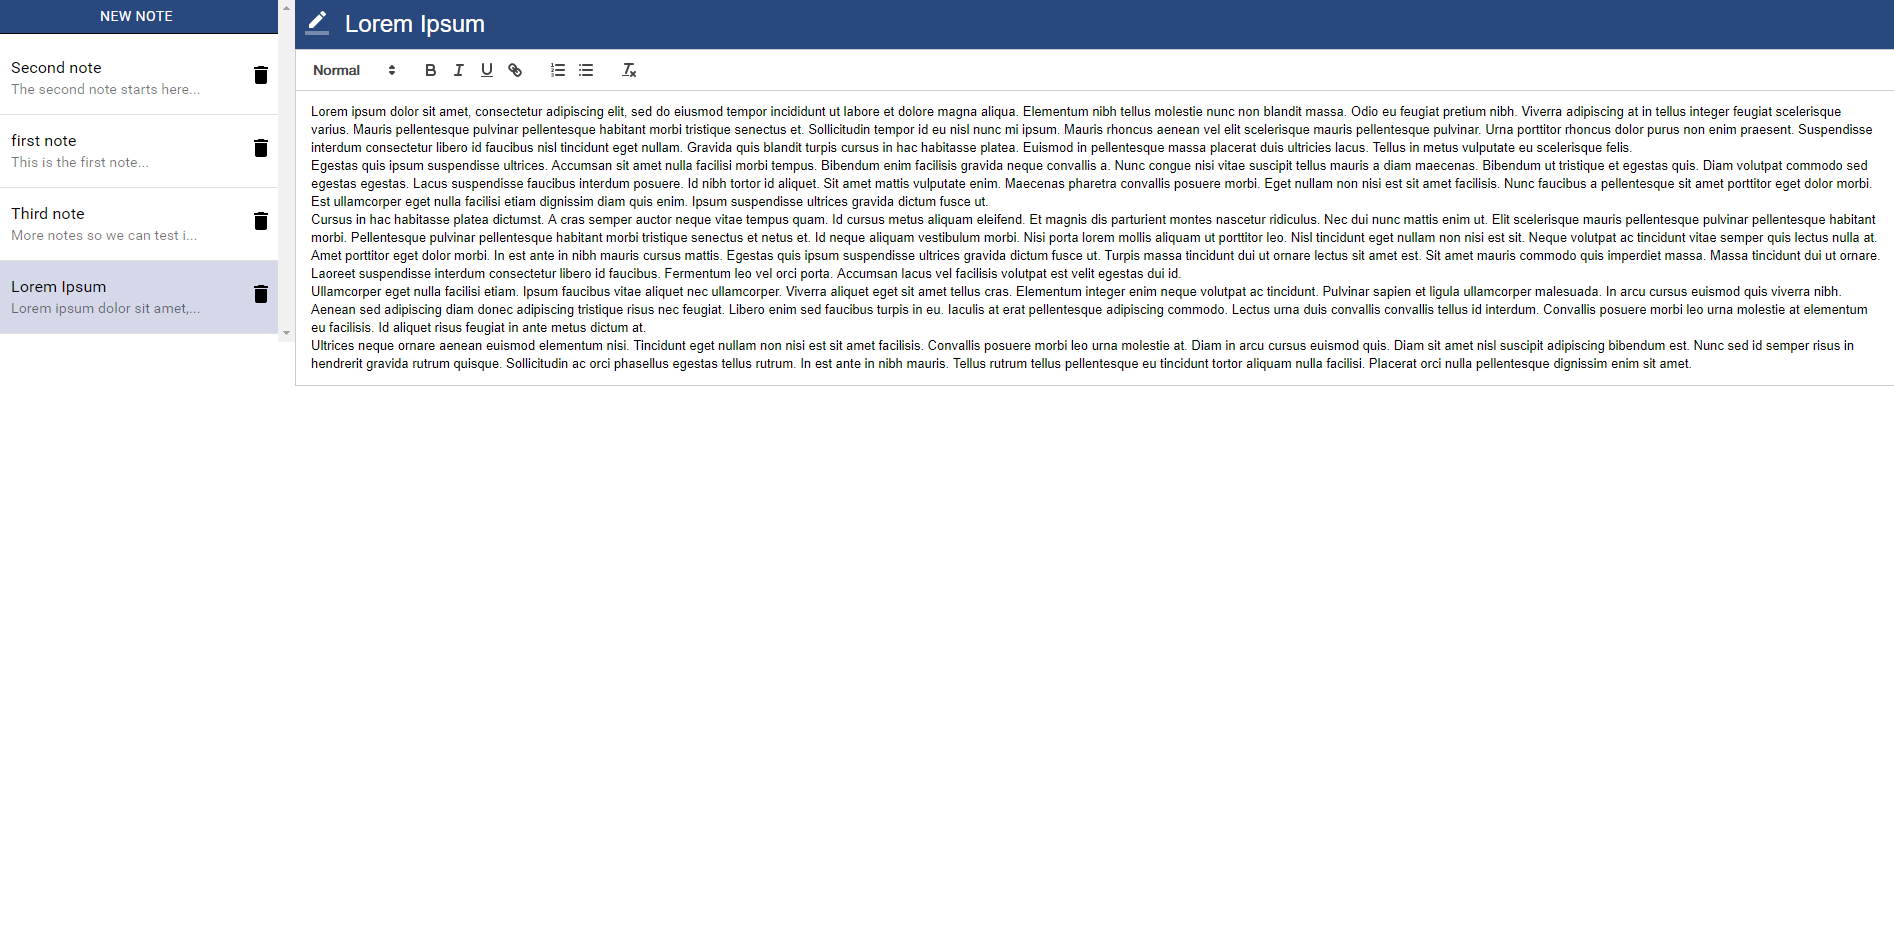 NEW NOTE
Second note
The second note starts here...
first note
This is the first note...
Third note
More notes so we can test i...
Lorem Ipsum
Lorem ipsum dolor sit amet,...
Lorem Ipsum
Normal
Lorem ipsum dolor sit amet, consectetur adipiscing elit, sed do eiusmod tempor incididunt ut labore et dolore magna aliqua. Elementum nibh tellus molestie nunc non blandit massa. Odio eu feugiat pretium nibh. Viverra adipiscing at in tellus integer feugiat scelerisque
varius. Mauris pellentesque pulvinar pellentesque habitant morbi tristique senectus et. Sollicitudin tempor id eu nisl nunc mi ipsum. Mauris rhoncus aenean vel elit scelerisque mauris pellentesque pulvinar. Urna porttitor rhoncus dolor purus non enim praesent. Suspendisse
interdum consectetur libero id faucibus nisl tincidunt eget nullam. Gravida quis blandit turpis cursus in hac habitasse platea. Euismod in pellentesque massa placerat duis ultricies lacus. Tellus in metus vulputate eu scelerisque felis.
Egestas quis ipsum suspendisse ultrices. Accumsan sit amet nulla facilisi morbi tempus. Bibendum enim facilisis gravida neque convallis a. Nunc congue nisi vitae suscipit tellus mauris a diam maecenas. Bibendum ut tristique et egestas quis. Diam volutpat commodo sed
egestas egestas. Lacus suspendisse faucibus interdum posuere. Id nibh tortor id aliquet. Sit amet mattis vulputate enim. Maecenas pharetra convallis posuere morbi. Eget nullam non nisi est sit amet facilisis. Nunc faucibus a pellentesque sit amet porttitor eget dolor morbi.
Est ullamcorper eget nulla facilisi etiam dignissim diam quis enim. Ipsum suspendisse ultrices gravida dictum fusce ut.
Cursus in hac habitasse platea dictumst. A cras semper auctor neque vitae tempus quam. Id cursus metus aliquam eleifend. Et magnis dis parturient montes nascetur ridiculus. Nec dui nunc mattis enim ut. Elit scelerisque mauris pellentesque pulvinar pellentesque habitant
morbi. Pellentesque pulvinar pellentesque habitant morbi tristique senectus et netus et. Id neque aliquam vestibulum morbi. Nisi porta lorem mollis aliquam ut porttitor leo. Nisl tincidunt eget nullam non nisi est sit. Neque volutpat ac tincidunt vitae semper quis lectus nulla at.
Amet porttitor eget dolor morbi. In est ante in nibh mauris cursus mattis. Egestas quis ipsum suspendisse ultrices gravida dictum fusce ut. Turpis massa tincidunt dui ut ornare lectus sit amet est. Sit amet mauris commodo quis imperdiet massa. Massa tincidunt dui ut ornare.
Laoreet suspendisse interdum consectetur libero id faucibus. Fermentum leo vel orci porta. Accumsan lacus vel facilisis volutpat est velit egestas dui id.
Ullamcorper eget nulla facilisi etiam. Ipsum faucibus vitae aliquet nec ullamcorper. Viverra aliquet eget sit amet tellus cras. Elementum integer enim neque volutpat ac tincidunt. Pulvinar sapien et ligula ullamcorper malesuada. In arcu cursus euismod quis viverra nibh.
Aenean sed adipiscing diam donec adipiscing tristique risus nec feugiat. Libero enim sed faucibus turpis in eu. Iaculis at erat pellentesque adipiscing commodo. Lectus urna duis convallis convallis tellus id interdum. Convallis posuere morbi leo urna molestie at elementum
eu facilisis. Id aliquet risus feugiat in ante metus dictum at.
Ultrices neque ornare aenean euismod elementum nisi. Tincidunt eget nullam non nisi est sit amet facilisis. Convallis posuere morbi leo urna molestie at. Diam in arcu cursus euismod quis. Diam sit amet nisl suscipit adipiscing bibendum est. Nunc sed id semper risus in
hendrerit gravida rutrum quisque. Sollicitudin ac orci phasellus egestas tellus rutrum. In est ante in nibh mauris. Tellus rutrum tellus pellentesque eu tincidunt tortor aliquam nulla facilisi. Placerat orci nulla pellentesque dignissim enim sit amet.